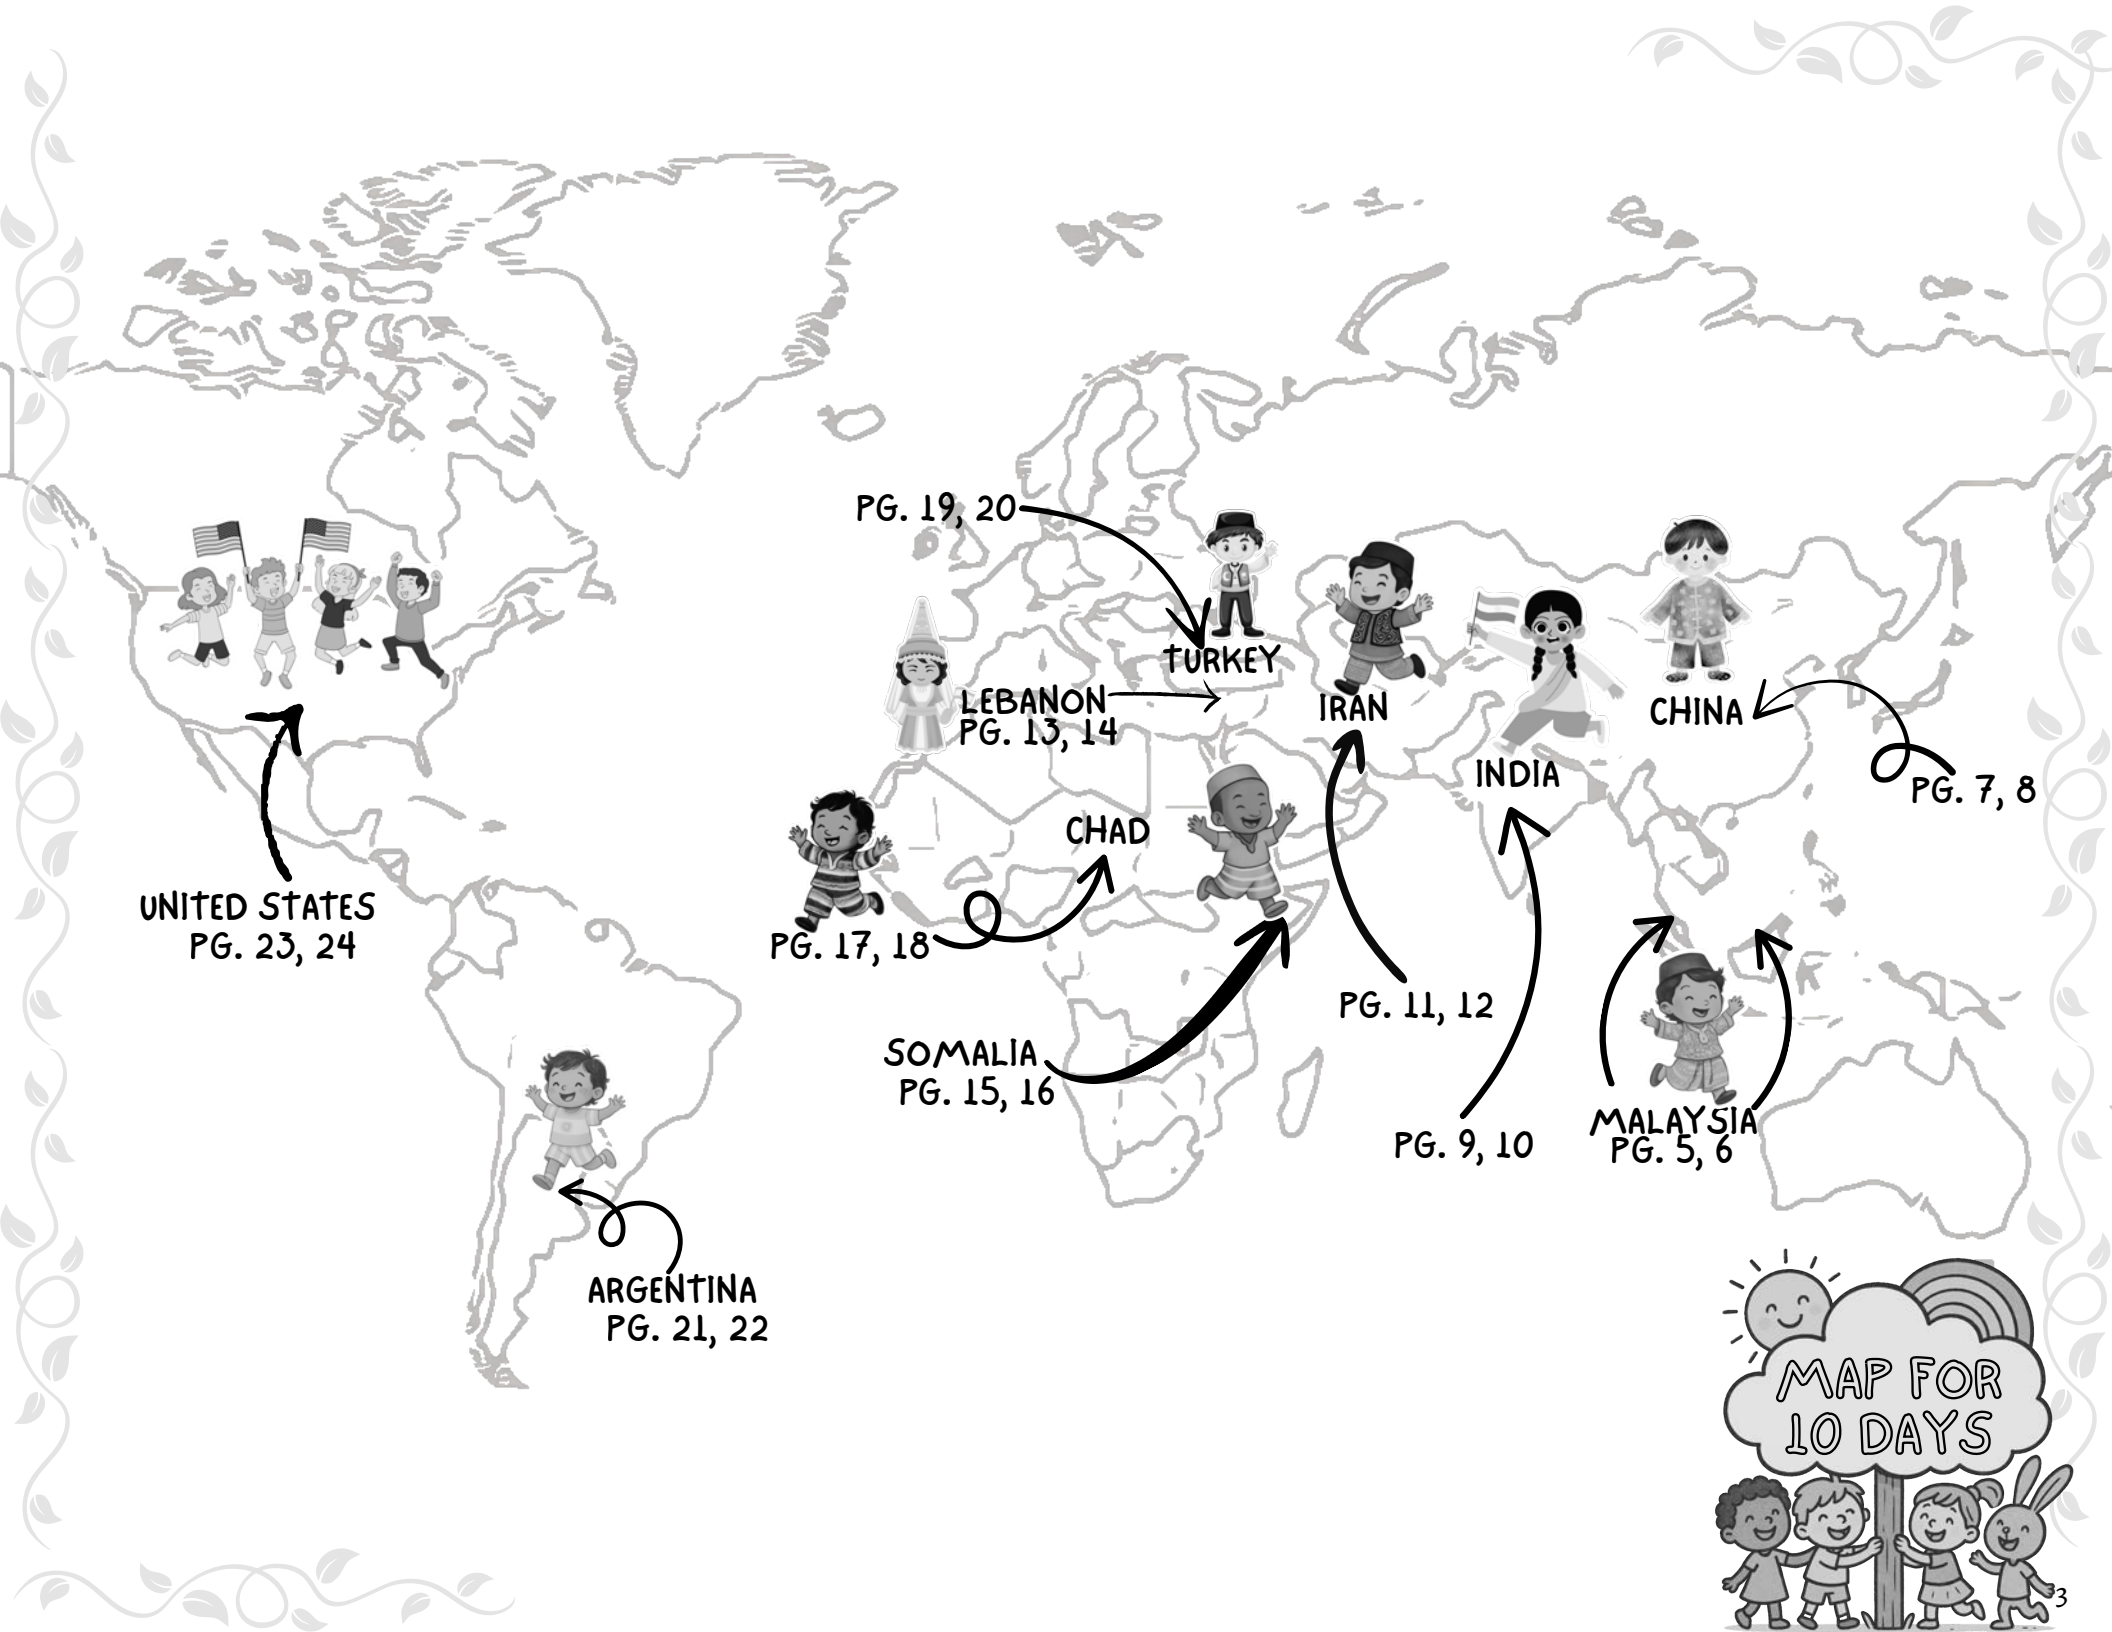 PG. 19, 20
TURKEY
LEBANON
PG. 13, 14
IRAN
CHINA
PG. 7, 8
INDIA
CHAD
PG. 17, 18
UNITED STATES
PG. 23, 24
PG. 11, 12
SOMALIA
PG. 15, 16
PG. 9, 10
MALAYSIA
PG. 5, 6
ARGENTINA
PG. 21, 22
MAP FOR
10 DAYS
3